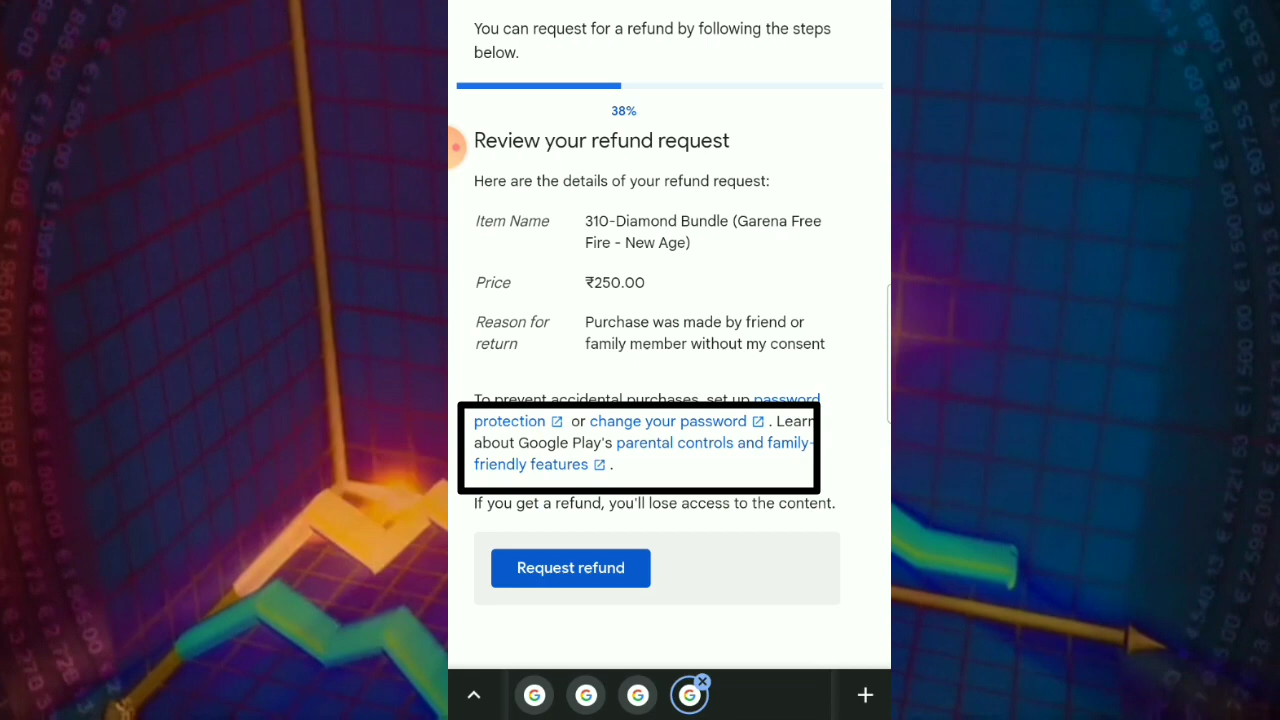 You can request for a refund by following the steps
below.
38%
Review your refund request
Here are the details of your refund request:
Item Name 310-Diamond Bundle (Garena Free
Fire - New Age)
Price ₹250.00
Reason for Purchase was made by friend or
return family member without my consent
To prevent accidental purchases, set up password
protection or change your password . Learn
about Google Play's parental controls and family-
friendly features .
If you get a refund, you'll lose access to the content.
Request refund